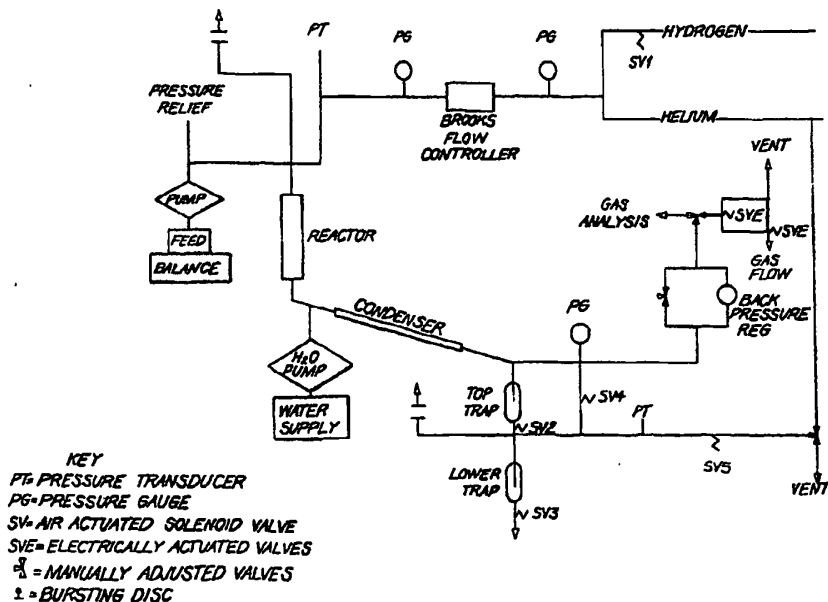 PT
PG
PG
HYDROGEN
SV1
PRESSURE
RELIEF
BROOKS
FLOW
CONTROLLER
HELIUM
VENT
PUMP
FEED
BALANCE
REACTOR
GAS
ANALYSIS
SVE
SVE
GAS
FLOW
CONDENSER
PG
BACK
PRESSURE
REG
H2O
PUMP
WATER
SUPPLY
TOP
TRAP
SV4
SV2
PT
SV5
LOWER
TRAP
SV3
VENT
KEY
PT= PRESSURE TRANSDUCER
PG= PRESSURE GAUGE
SV= AIR ACTUATED SOLENOID VALVE
SVE= ELECTRICALLY ACTUATED VALVES
= MANUALLY ADJUSTED VALVES
= BURSTING DISC